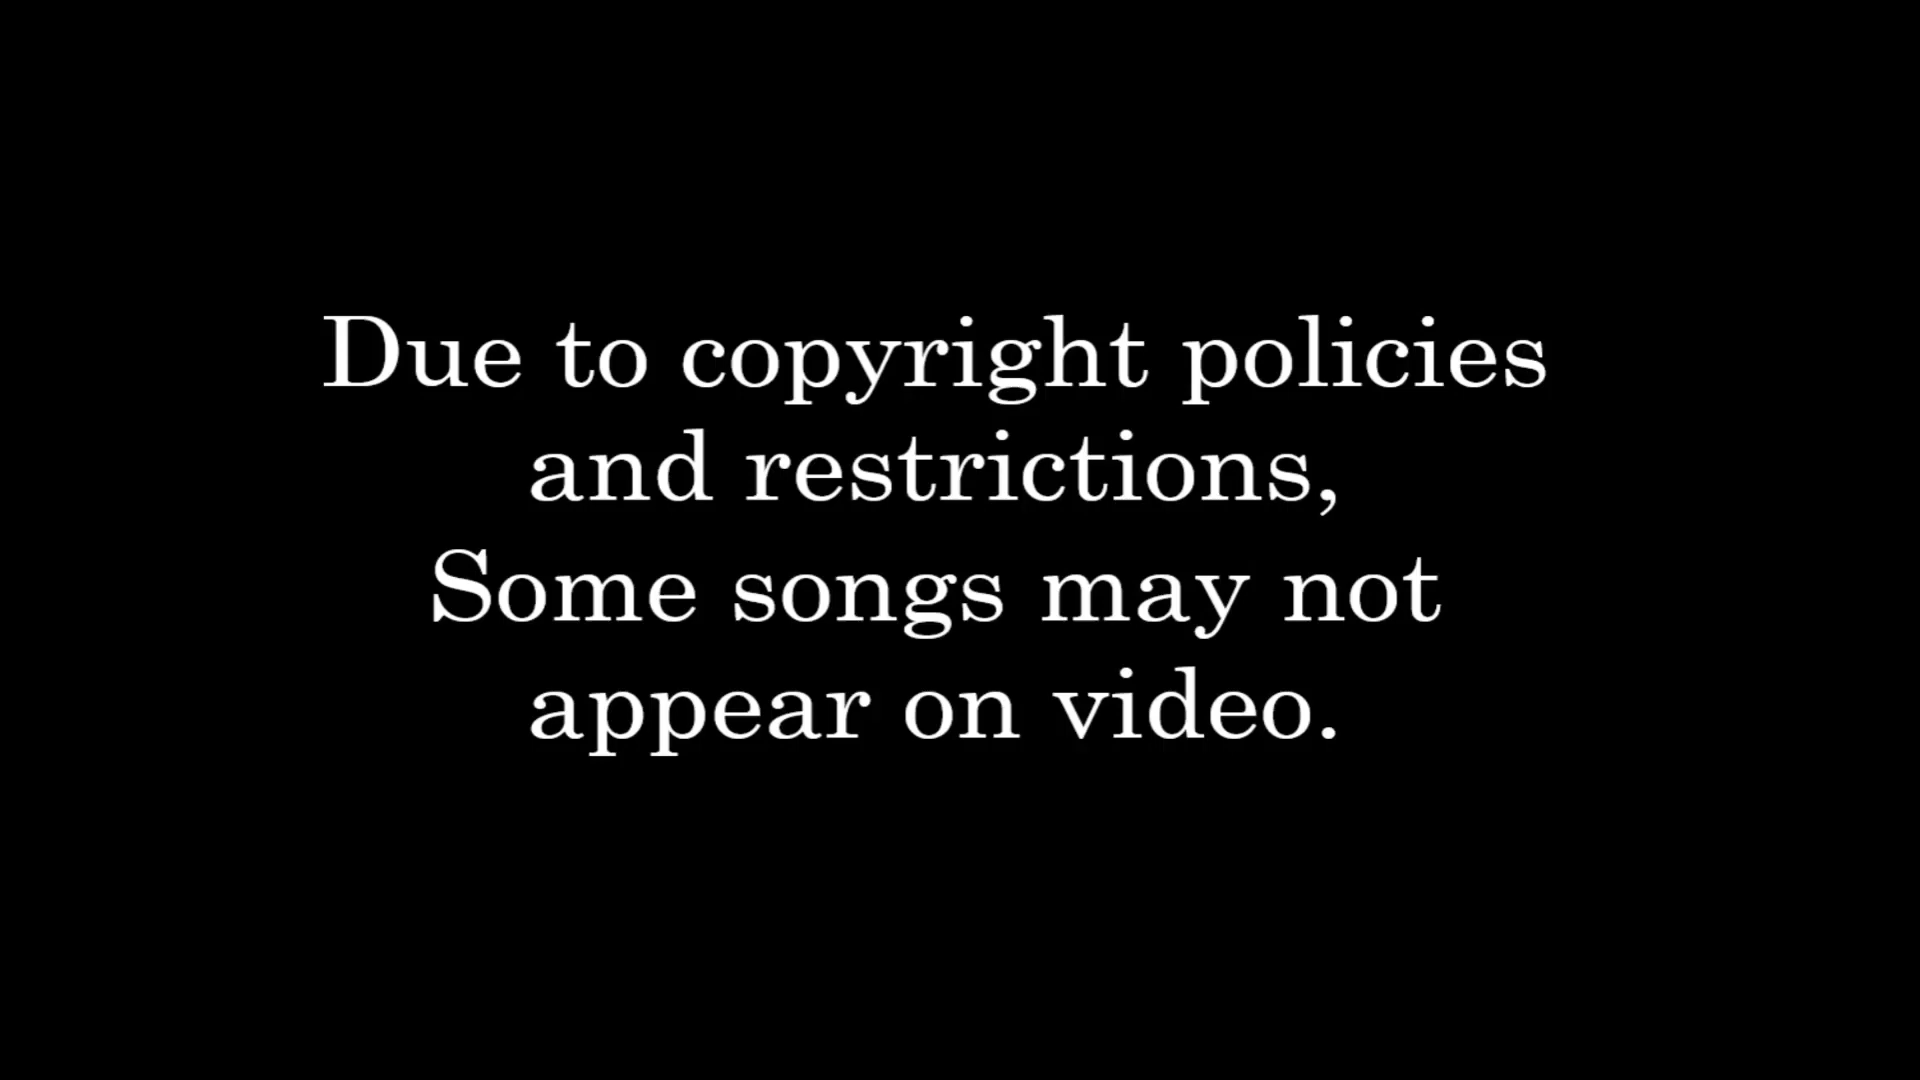 Due to copyright policies
and restrictions,
Some songs may not
appear on video.